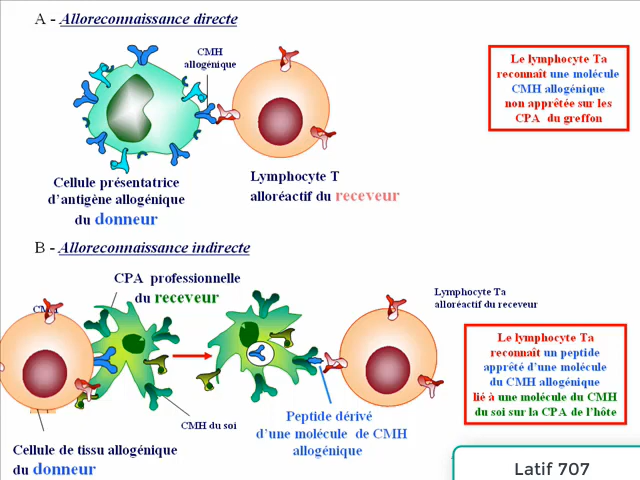 A - Alloreconnaissance directe
CMH
allogénique
Le lymphocyte Ta
reconnaît une molécule
CMH allogénique
non apprêtée sur les
CPA du greffon
Cellule présentatrice
d'antigène allogénique
du donneur
Lymphocyte T
alloréactif du receveur
B - Alloreconnaissance indirecte
CPA professionnelle
du receveur
Lymphocyte Ta
alloréactif du receveur
Le lymphocyte Ta
reconnaît un peptide
apprêté d'une molécule
du CMH allogénique
lié à une molécule du CMH
du soi sur la CPA de l'hôte
CMH du soi
Peptide dérivé
d'une molécule de CMH
allogénique
Cellule de tissu allogénique
du donneur
Latif 707